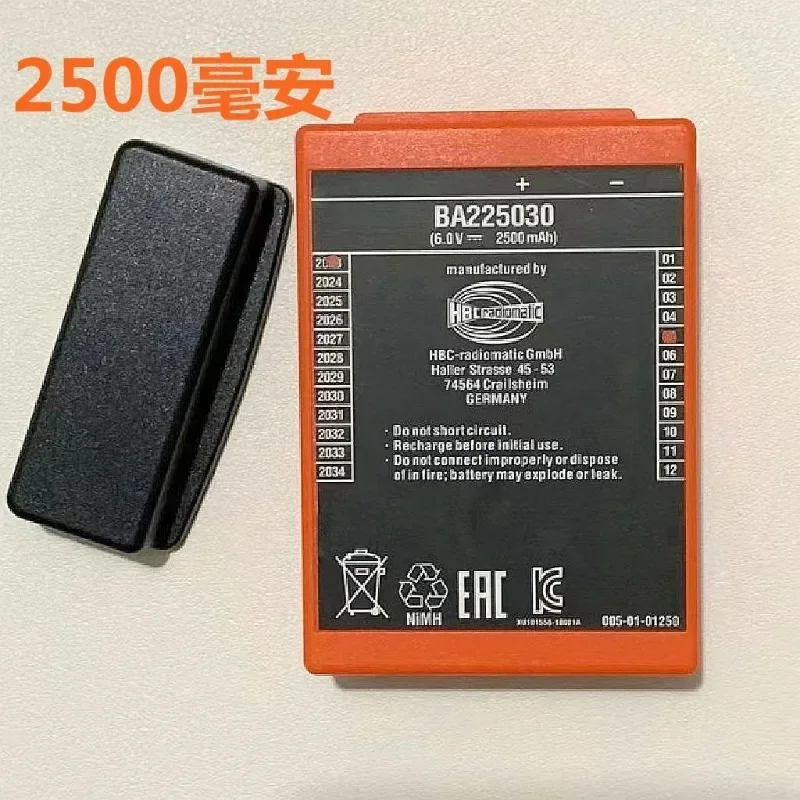 2500毫安
+ −
BA225030
(6.0V 2500mAh)
manufactured by
HBC radiomatic
HBC-radiomatic GmbH
Haller Strasse 45-53
74564 Crailsheim
GERMANY
2024
2025
2026
2027
2028
2029
2030
2031
2032
2033
2034
01
02
03
04
06
07
08
09
10
11
12
· Do not short circuit.
· Recharge before initial use.
· Do not connect improperly or dispose
of in fire; battery may explode or leak.
NiMH
EAC
005-01-01250